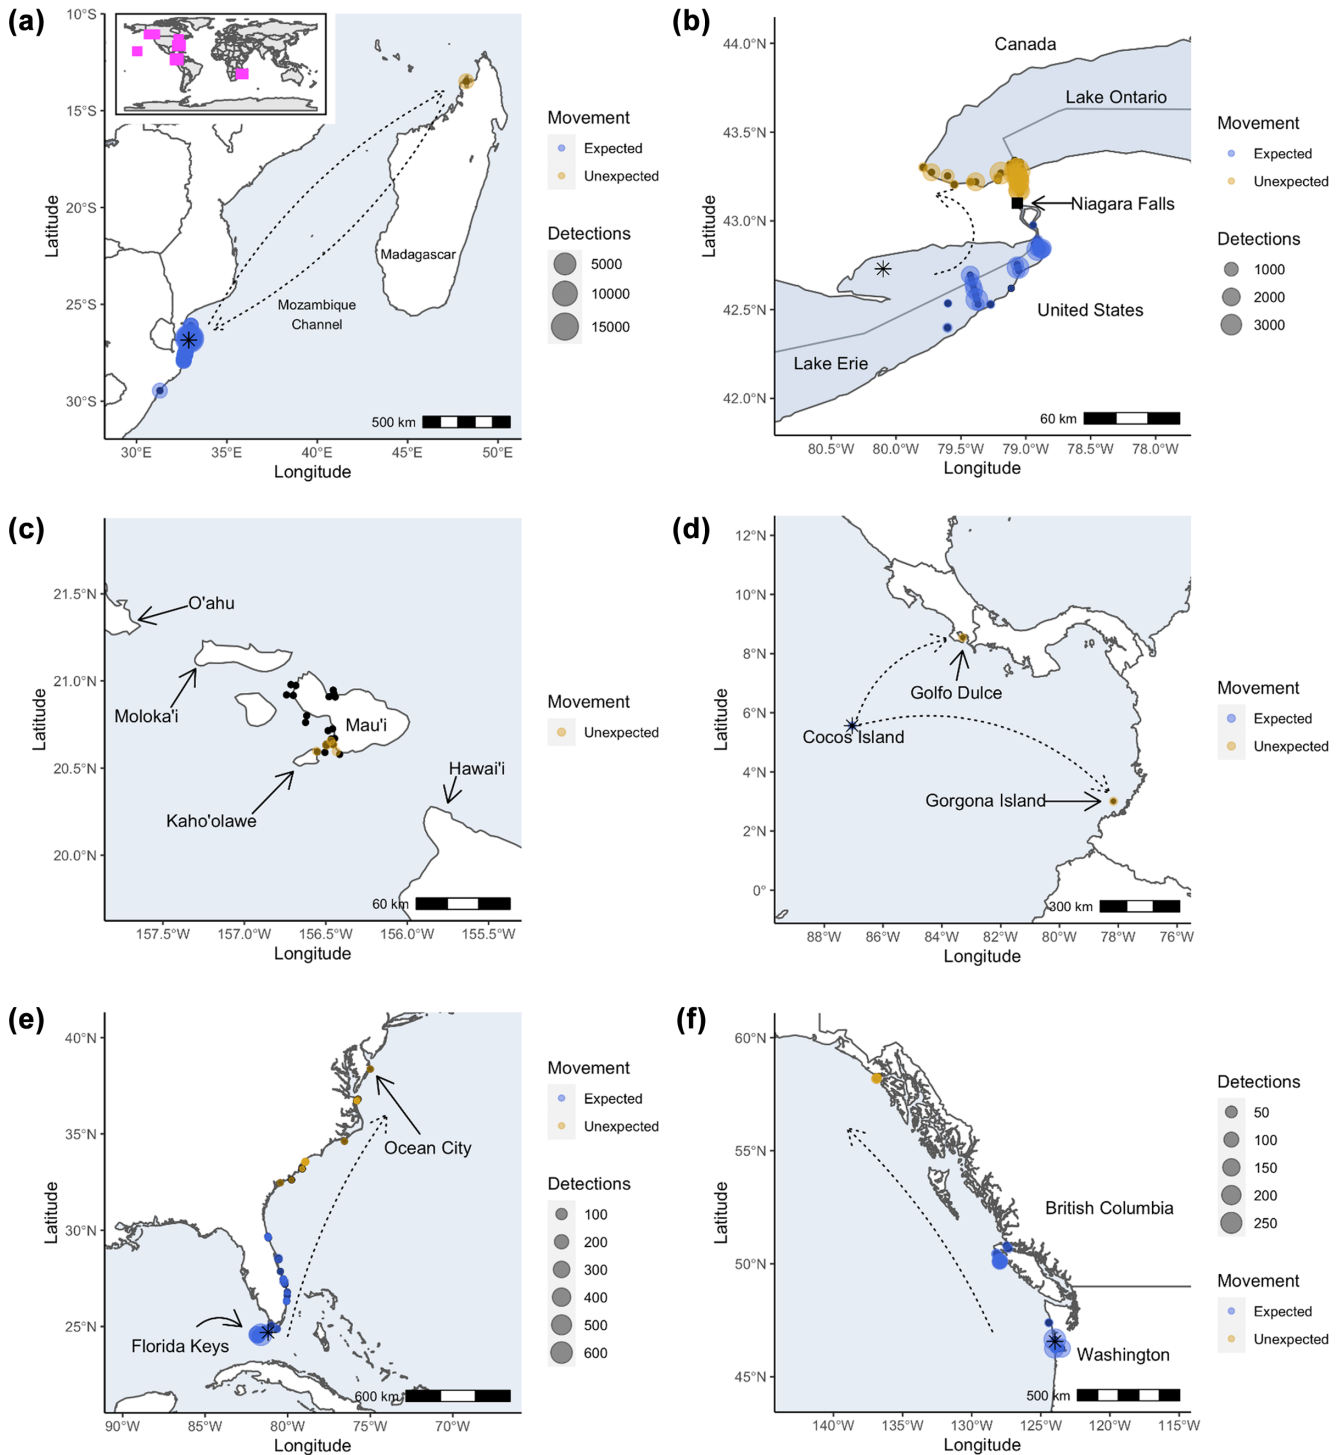 (a)
10°S
15°S
20°S
25°S
30°S
Latitude
30°E
35°E
40°E
45°E
50°E
Longitude
Madagascar
Mozambique
Channel
500 km
Movement
Expected
Unexpected
Detections
5000
10000
15000
(b)
44.0°N
43.5°N
43.0°N
42.5°N
42.0°N
Latitude
80.5°W
80.0°W
79.5°W
79.0°W
78.5°W
78.0°W
Longitude
Canada
Lake Ontario
Niagara Falls
United States
Lake Erie
60 km
Movement
Expected
Unexpected
Detections
1000
2000
3000
(c)
21.5°N
21.0°N
20.5°N
20.0°N
Latitude
157.5°W
157.0°W
156.5°W
156.0°W
155.5°W
Longitude
O'ahu
Moloka'i
Mau'i
Hawai'i
Kaho'olawe
60 km
Movement
Unexpected
(d)
12°N
10°N
8°N
6°N
4°N
2°N
0°
Latitude
88°W
86°W
84°W
82°W
80°W
78°W
76°W
Longitude
Golfo Dulce
Cocos Island
Gorgona Island
300 km
Movement
Expected
Unexpected
(e)
40°N
35°N
30°N
25°N
Latitude
90°W
85°W
80°W
75°W
70°W
Longitude
Ocean City
Florida Keys
600 km
Movement
Expected
Unexpected
Detections
100
200
300
400
500
600
(f)
60°N
55°N
50°N
45°N
Latitude
140°W
135°W
130°W
125°W
120°W
115°W
Longitude
British Columbia
Washington
500 km
Detections
50
100
150
200
250
Movement
Expected
Unexpected